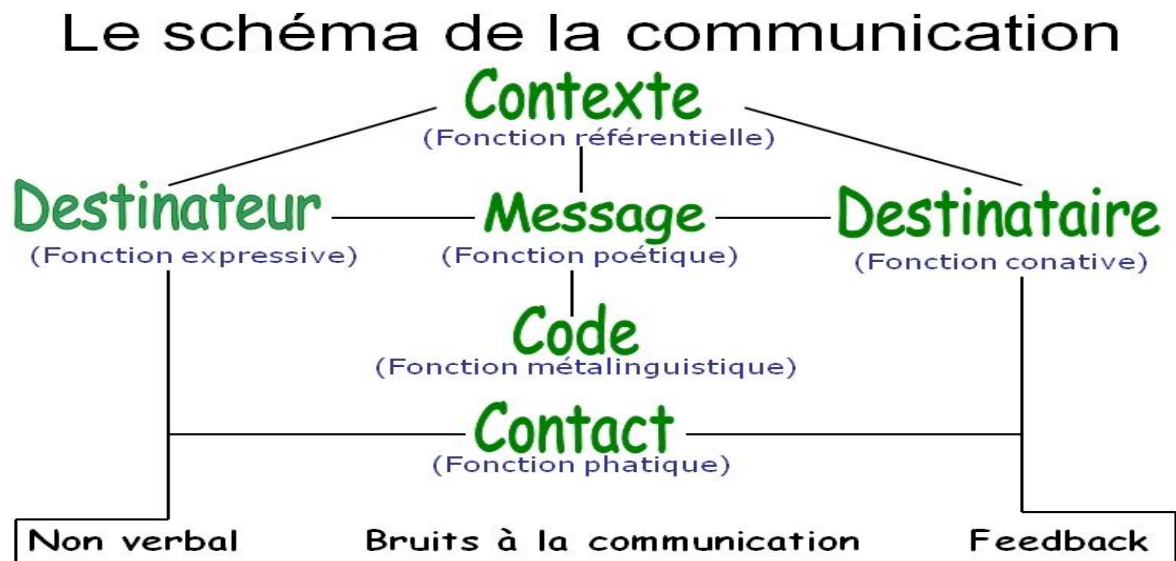 Le schéma de la communication
Contexte
(Fonction référentielle)
Destinateur Message Destinataire
(Fonction expressive) (Fonction poétique) (Fonction conative)
Code
(Fonction métalinguistique)
Contact
(Fonction phatique)
Non verbal Bruits à la communication Feedback